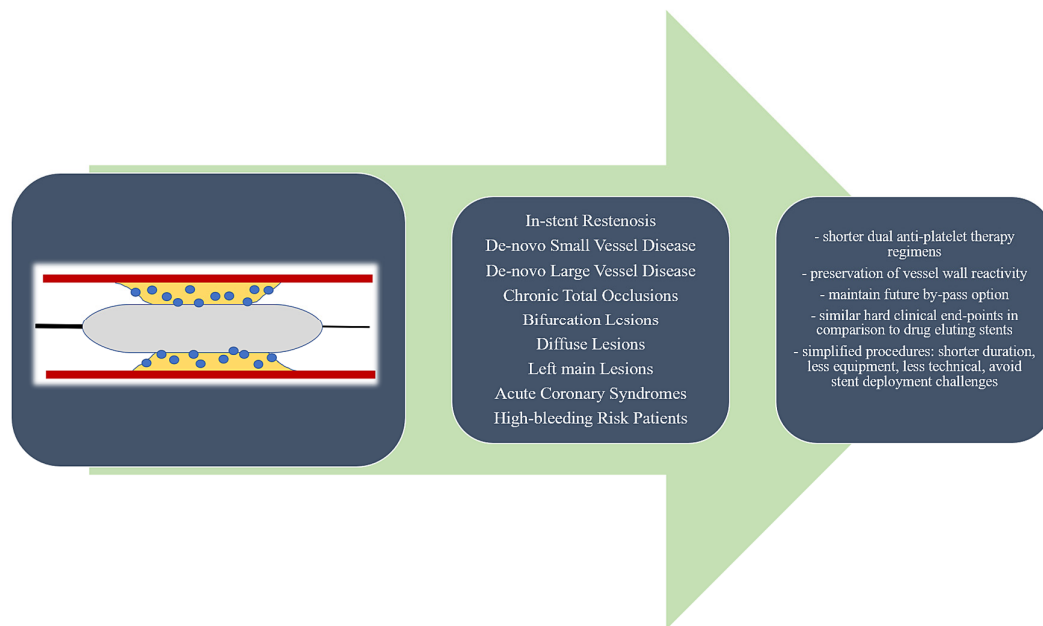 In-stent Restenosis
De-novo Small Vessel Disease
De-novo Large Vessel Disease
Chronic Total Occlusions
Bifurcation Lesions
Diffuse Lesions
Left main Lesions
Acute Coronary Syndromes
High-bleeding Risk Patients
- shorter dual anti-platelet therapy
regimens
- preservation of vessel wall reactivity
- maintain future by-pass option
- similar hard clinical end-points in
comparison to drug eluting stents
- simplified procedures: shorter duration,
less equipment, less technical, avoid
stent deployment challenges